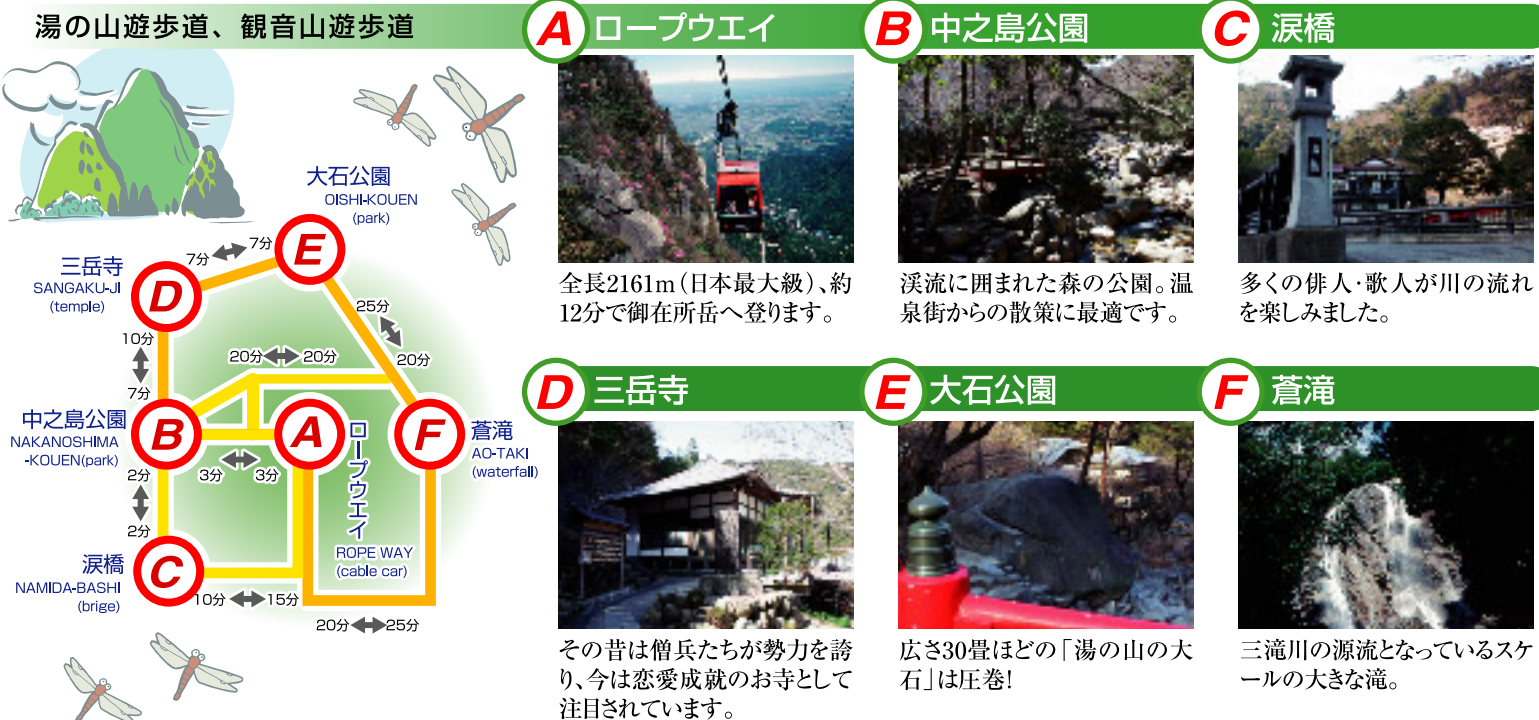 湯の山遊歩道、観音山遊歩道
大石公園
OISHI-KOUEN
(park)
7分 7分
三岳寺
SANGAKU-JI
(temple)
D
E
25分
20分
10分
7分
20分 20分
中之島公園
NAKANOSHIMA
-KOUEN(park)
B
A
F
ロープウエイ
ROPE WAY
(cable car)
蒼滝
AO-TAKI
(waterfall)
3分 3分
2分
2分
涙橋
NAMIDA-BASHI
(brige)
C
10分 15分
20分 25分
A ロープウエイ
全長2161m(日本最大級)、約
12分で御在所岳へ登ります。
B 中之島公園
渓流に囲まれた森の公園。温
泉街からの散策に最適です。
C 涙橋
多くの俳人・歌人が川の流れ
を楽しみました。
D 三岳寺
その昔は僧兵たちが勢力を誇
り、今は恋愛成就のお寺として
注目されています。
E 大石公園
広さ30畳ほどの「湯の山の大
石」は圧巻!
F 蒼滝
三滝川の源流となっているスケ
ールの大きな滝。